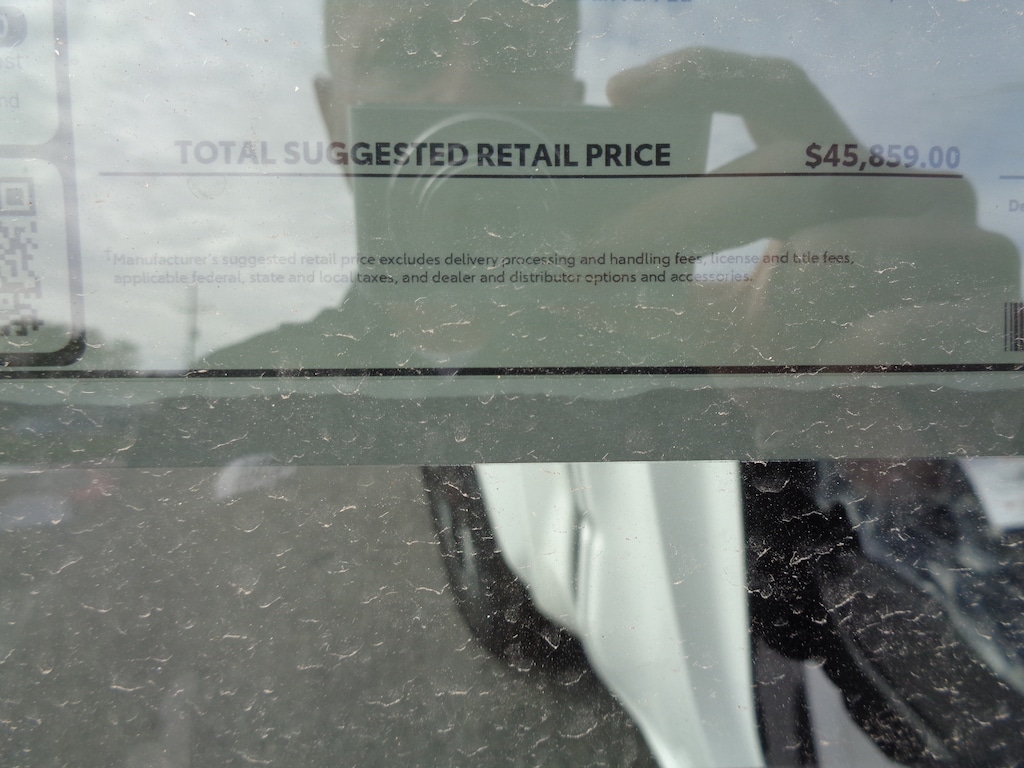 TOTAL SUGGESTED RETAIL PRICE $45,859.00
†Manufacturer's suggested retail price excludes delivery processing and handling fees, license and title fees,
applicable federal, state and local taxes, and dealer and distributor options and accessories.